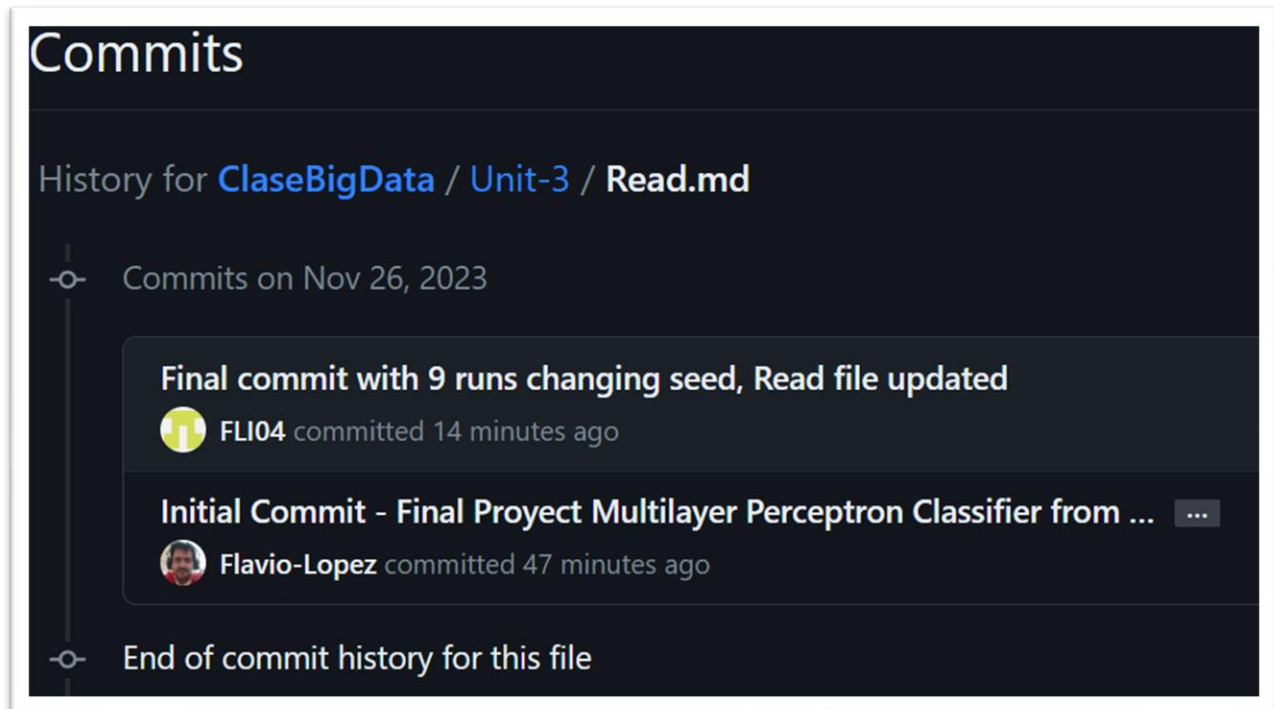 Commits
History for ClaseBigData / Unit-3 / Read.md
Commits on Nov 26, 2023
Final commit with 9 runs changing seed, Read file updated
FLI04 committed 14 minutes ago
Initial Commit - Final Proyect Multilayer Perceptron Classifier from ... ...
Flavio-Lopez committed 47 minutes ago
End of commit history for this file